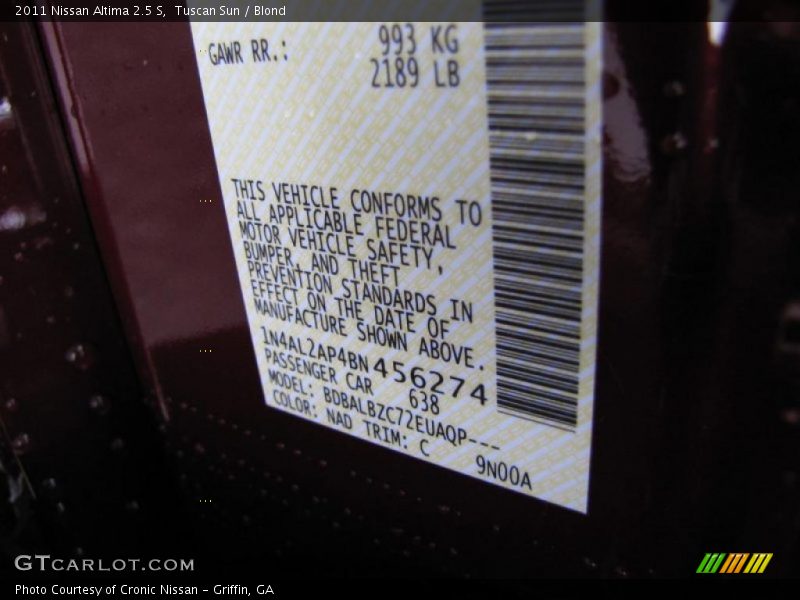 2011 Nissan Altima 2.5 S,  Tuscan Sun / Blond
GAWR RR.: 993 KG
2189 LB
THIS VEHICLE CONFORMS TO
ALL APPLICABLE FEDERAL
MOTOR VEHICLE SAFETY,
BUMPER, AND THEFT
PREVENTION STANDARDS IN
EFFECT ON THE DATE OF
MANUFACTURE SHOWN ABOVE.
1N4AL2AP4BN456274
PASSENGER CAR 638
MODEL: BDBALBZC72EUAQP---
COLOR: NAD TRIM: C 9N00A
GTCARLOT.COM
Photo Courtesy of Cronic Nissan - Griffin, GA